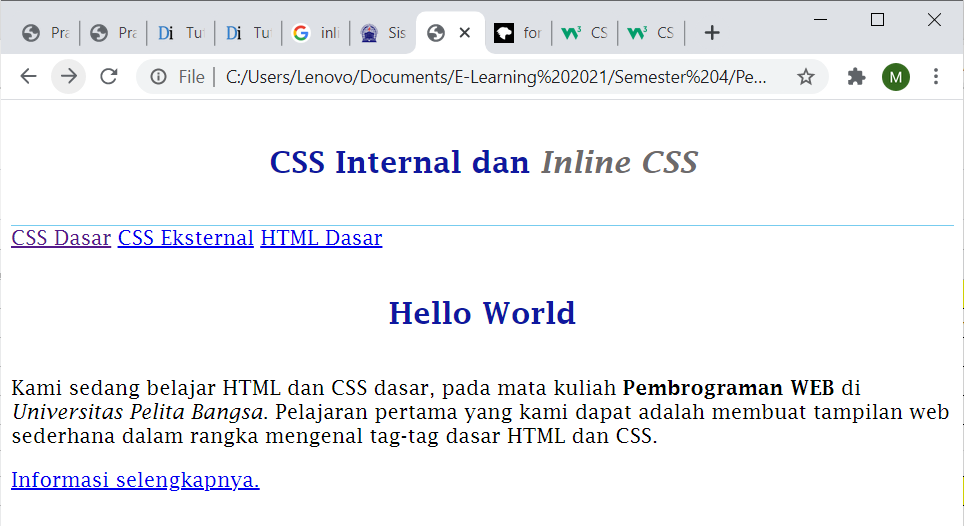 Pra Pra Di Tut Di Tut inli Sis for CS CS
File | C:/Users/Lenovo/Documents/E-Learning%202021/Semester%204/Pe... M
CSS Internal dan Inline CSS
CSS Dasar CSS Eksternal HTML Dasar
Hello World
Kami sedang belajar HTML dan CSS dasar, pada mata kuliah Pembrograman WEB di
Universitas Pelita Bangsa. Pelajaran pertama yang kami dapat adalah membuat tampilan web
sederhana dalam rangka mengenal tag-tag dasar HTML dan CSS.
Informasi selengkapnya.